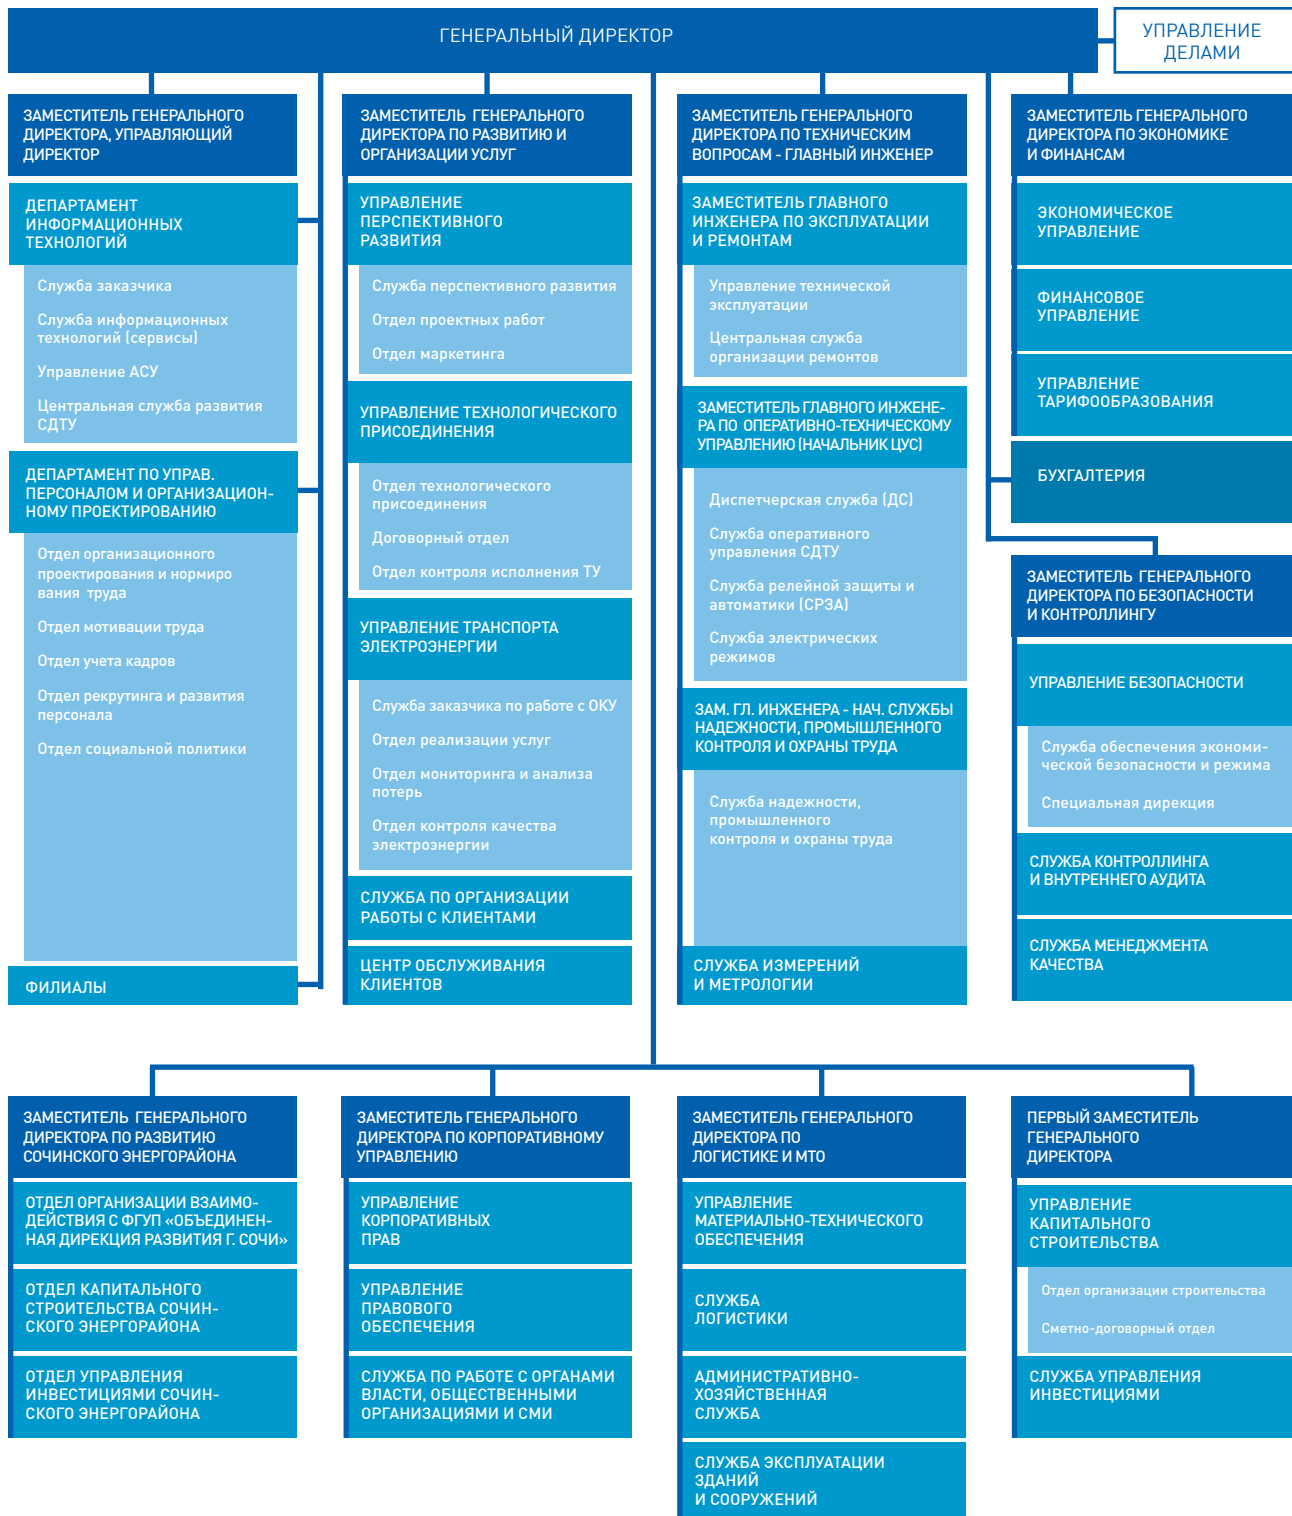 ГЕНЕРАЛЬНЫЙ ДИРЕКТОР
УПРАВЛЕНИЕ
ДЕЛАМИ
ЗАМЕСТИТЕЛЬ ГЕНЕРАЛЬНОГО
ДИРЕКТОРА, УПРАВЛЯЮЩИЙ
ДИРЕКТОР
ДЕПАРТАМЕНТ
ИНФОРМАЦИОННЫХ
ТЕХНОЛОГИЙ
Служба заказчика
Служба информационных
технологий (сервисы)
Управление АСУ
Центральная служба развития
СДТУ
ДЕПАРТАМЕНТ ПО УПРАВ.
ПЕРСОНАЛОМ И ОРГАНИЗАЦИОН-
НОМУ ПРОЕКТИРОВАНИЮ
Отдел организационного
проектирования и нормиро
вания труда
Отдел мотивации труда
Отдел учета кадров
Отдел рекрутинга и развития
персонала
Отдел социальной политики
ФИЛИАЛЫ
ЗАМЕСТИТЕЛЬ ГЕНЕРАЛЬНОГО
ДИРЕКТОРА ПО РАЗВИТИЮ И
ОРГАНИЗАЦИИ УСЛУГ
УПРАВЛЕНИЕ
ПЕРСПЕКТИВНОГО
РАЗВИТИЯ
Служба перспективного развития
Отдел проектных работ
Отдел маркетинга
УПРАВЛЕНИЕ ТЕХНОЛОГИЧЕСКОГО
ПРИСОЕДИНЕНИЯ
Отдел технологического
присоединения
Договорный отдел
Отдел контроля исполнения ТУ
УПРАВЛЕНИЕ ТРАНСПОРТА
ЭЛЕКТРОЭНЕРГИИ
Служба заказчика по работе с ОКУ
Отдел реализации услуг
Отдел мониторинга и анализа
потерь
Отдел контроля качества
электроэнергии
СЛУЖБА ПО ОРГАНИЗАЦИИ
РАБОТЫ С КЛИЕНТАМИ
ЦЕНТР ОБСЛУЖИВАНИЯ
КЛИЕНТОВ
ЗАМЕСТИТЕЛЬ ГЕНЕРАЛЬНОГО
ДИРЕКТОРА ПО ТЕХНИЧЕСКИМ
ВОПРОСАМ - ГЛАВНЫЙ ИНЖЕНЕР
ЗАМЕСТИТЕЛЬ ГЛАВНОГО
ИНЖЕНЕРА ПО ЭКСПЛУАТАЦИИ
И РЕМОНТАМ
Управление технической
эксплуатации
Центральная служба
организации ремонтов
ЗАМЕСТИТЕЛЬ ГЛАВНОГО ИНЖЕНЕ-
РА ПО ОПЕРАТИВНО-ТЕХНИЧЕСКОМУ
УПРАВЛЕНИЮ (НАЧАЛЬНИК ЦУС)
Диспетчерская служба (ДС)
Служба оперативного
управления СДТУ
Служба релейной защиты и
автоматики (СРЗА)
Служба электрических
режимов
ЗАМ. ГЛ. ИНЖЕНЕРА - НАЧ. СЛУЖБЫ
НАДЕЖНОСТИ, ПРОМЫШЛЕННОГО
КОНТРОЛЯ И ОХРАНЫ ТРУДА
Служба надежности,
промышленного
контроля и охраны труда
СЛУЖБА ИЗМЕРЕНИЙ
И МЕТРОЛОГИИ
ЗАМЕСТИТЕЛЬ ГЕНЕРАЛЬНОГО
ДИРЕКТОРА ПО ЭКОНОМИКЕ
И ФИНАНСАМ
ЭКОНОМИЧЕСКОЕ
УПРАВЛЕНИЕ
ФИНАНСОВОЕ
УПРАВЛЕНИЕ
УПРАВЛЕНИЕ
ТАРИФООБРАЗОВАНИЯ
БУХГАЛТЕРИЯ
ЗАМЕСТИТЕЛЬ ГЕНЕРАЛЬНОГО
ДИРЕКТОРА ПО БЕЗОПАСНОСТИ
И КОНТРОЛЛИНГУ
УПРАВЛЕНИЕ БЕЗОПАСНОСТИ
Служба обеспечения экономи-
ческой безопасности и режима
Специальная дирекция
СЛУЖБА КОНТРОЛЛИНГА
И ВНУТРЕННЕГО АУДИТА
СЛУЖБА МЕНЕДЖМЕНТА
КАЧЕСТВА
ЗАМЕСТИТЕЛЬ ГЕНЕРАЛЬНОГО
ДИРЕКТОРА ПО РАЗВИТИЮ
СОЧИНСКОГО ЭНЕРГОРАЙОНА
ОТДЕЛ ОРГАНИЗАЦИИ ВЗАИМО-
ДЕЙСТВИЯ С ФГУП «ОБЪЕДИНЕН-
НАЯ ДИРЕКЦИЯ РАЗВИТИЯ Г. СОЧИ»
ОТДЕЛ КАПИТАЛЬНОГО
СТРОИТЕЛЬСТВА СОЧИН-
СКОГО ЭНЕРГОРАЙОНА
ОТДЕЛ УПРАВЛЕНИЯ
ИНВЕСТИЦИЯМИ СОЧИН-
СКОГО ЭНЕРГОРАЙОНА
ЗАМЕСТИТЕЛЬ ГЕНЕРАЛЬНОГО
ДИРЕКТОРА ПО КОРПОРАТИВНОМУ
УПРАВЛЕНИЮ
УПРАВЛЕНИЕ
КОРПОРАТИВНЫХ
ПРАВ
УПРАВЛЕНИЕ
ПРАВОВОГО
ОБЕСПЕЧЕНИЯ
СЛУЖБА ПО РАБОТЕ С ОРГАНАМИ
ВЛАСТИ, ОБЩЕСТВЕННЫМИ
ОРГАНИЗАЦИЯМИ И СМИ
ЗАМЕСТИТЕЛЬ ГЕНЕРАЛЬНОГО
ДИРЕКТОРА ПО
ЛОГИСТИКЕ И МТО
УПРАВЛЕНИЕ
МАТЕРИАЛЬНО-ТЕХНИЧЕСКОГО
ОБЕСПЕЧЕНИЯ
СЛУЖБА
ЛОГИСТИКИ
АДМИНИСТРАТИВНО-
ХОЗЯЙСТВЕННАЯ
СЛУЖБА
СЛУЖБА ЭКСПЛУАТАЦИИ
ЗДАНИЙ
И СООРУЖЕНИЙ
ПЕРВЫЙ ЗАМЕСТИТЕЛЬ
ГЕНЕРАЛЬНОГО
ДИРЕКТОРА
УПРАВЛЕНИЕ
КАПИТАЛЬНОГО
СТРОИТЕЛЬСТВА
Отдел организации строительства
Сметно-договорный отдел
СЛУЖБА УПРАВЛЕНИЯ
ИНВЕСТИЦИЯМИ